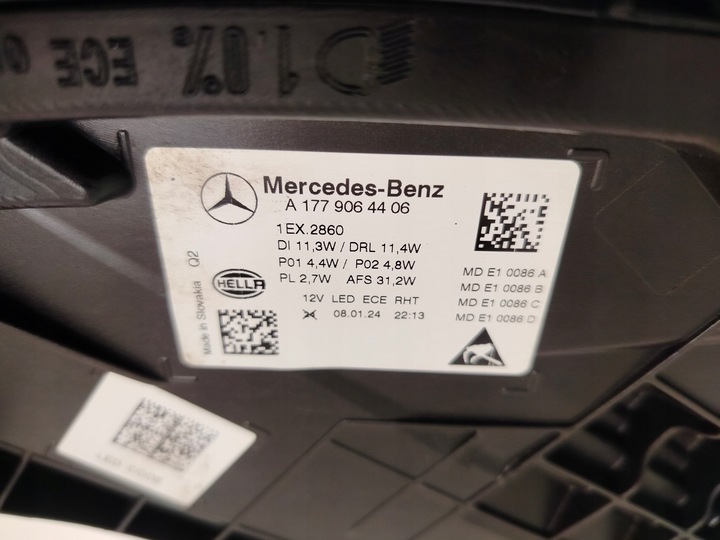 1.0% ECE
Mercedes-Benz
A 177 906 44 06
1EX.2860
DI 11,3W / DRL 11,4W
P01 4,4W / P02 4,8W
PL 2,7W AFS 31,2W
12V LED ECE RHT
08.01.24 22:13
HELLA
Made in Slovakia Q2
MD E1 0086 A
MD E1 0086 B
MD E1 0086 C
MD E1 0086 D